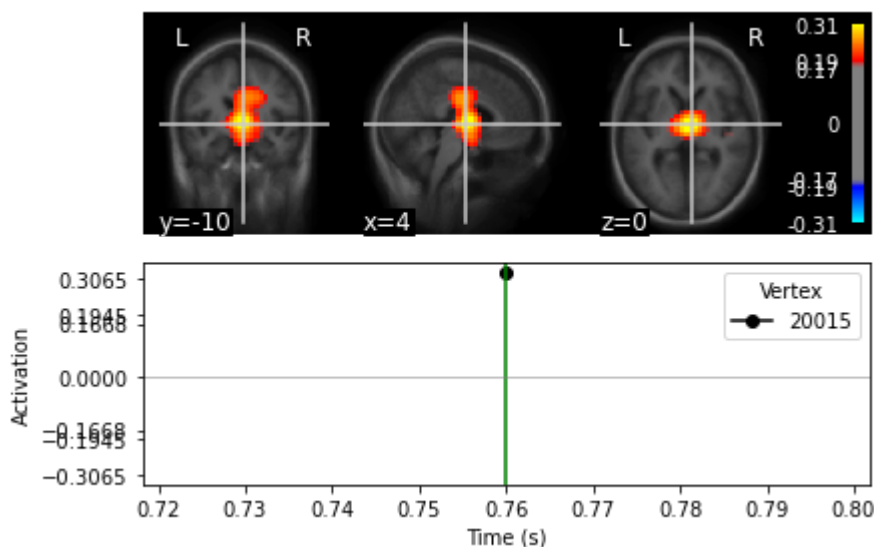 L R L R
0.31
0.19
0.17
0
-0.17
-0.19
-0.31
y=-10 x=4 z=0
0.3065
0.1945
0.1668
0.0000
−0.1668
−0.1945
−0.3065
Activation
Vertex
20015
0.72 0.73 0.74 0.75 0.76 0.77 0.78 0.79 0.80
Time (s)